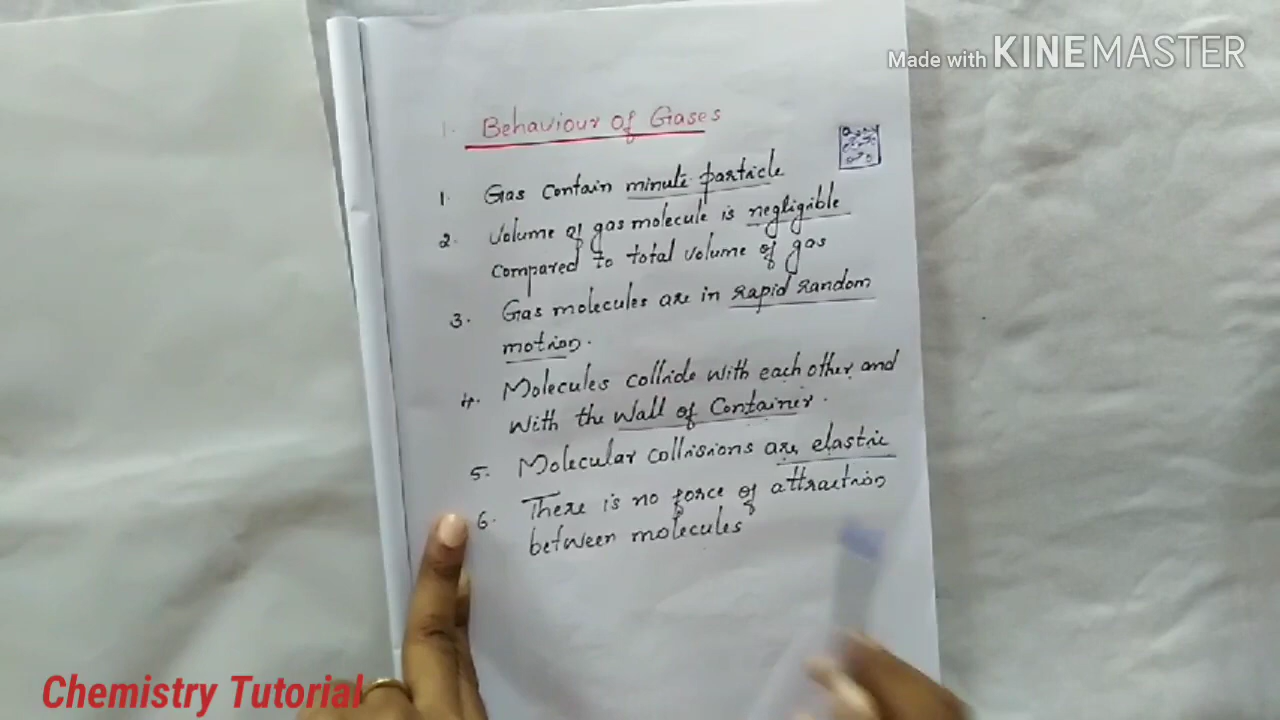 Made with KINEMASTER
1. Behaviour of Gases
1. Gas contain minute particle
2. Volume of gas molecule is negligible
compared to total volume of gas
3. Gas molecules are in rapid random
motion.
4. Molecules collide with each other and
with the wall of container.
5. Molecular collisions are elastic
6. There is no force of attraction
between molecules
Chemistry Tutorial